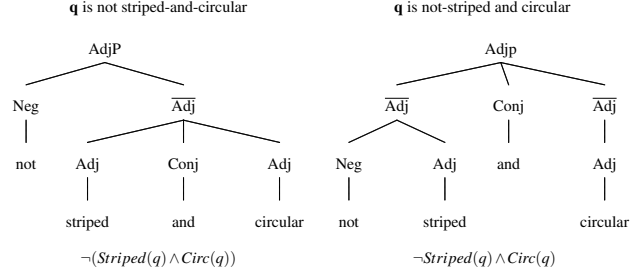 q is not striped-and-circular
q is not-striped and circular
AdjP
Adjp
Neg
Adj
Adj
Conj
Adj
not
Adj
Conj
Adj
Neg
Adj
and
Adj
striped
and
circular
not
striped
circular
¬(Striped(q)∧Circ(q))
¬Striped(q)∧Circ(q)